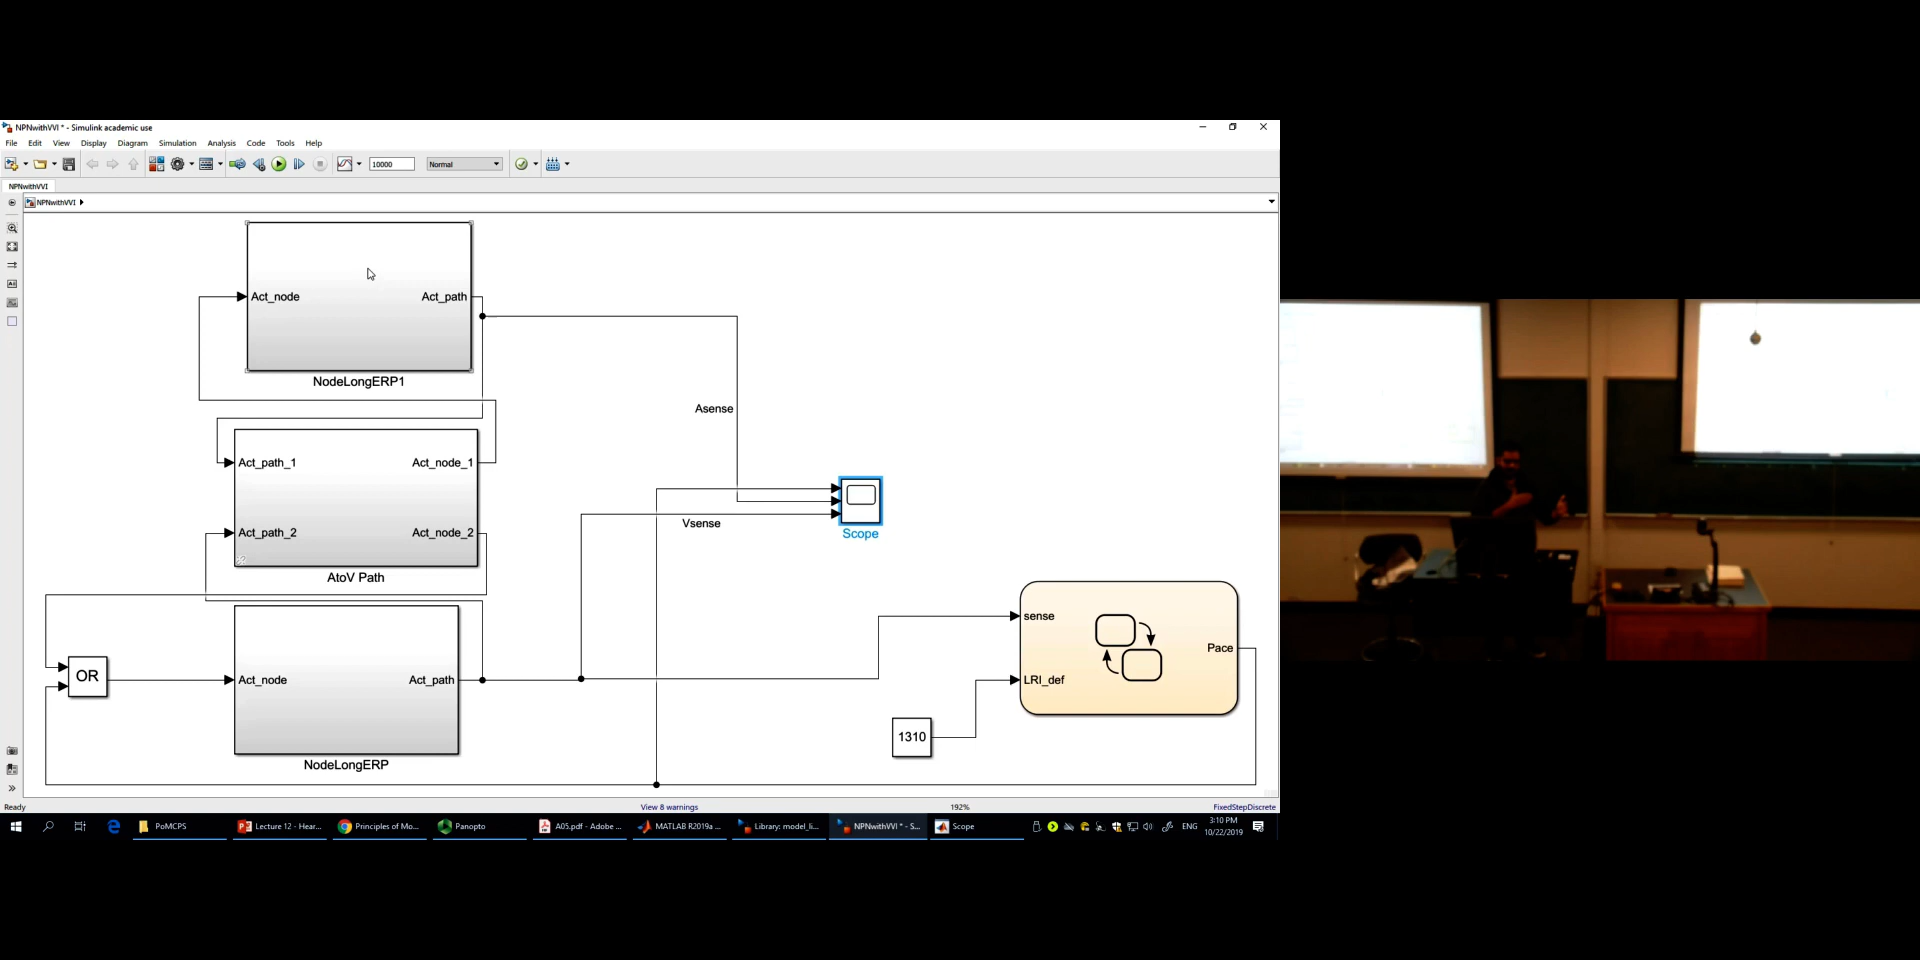 NPNwithVVI * - Simulink academic use
File Edit View Display Diagram Simulation Analysis Code Tools Help
10000 Normal
NPNwithVVI
NPNwithVVI
Act_node Act_path
NodeLongERP1
Asense
Act_path_1 Act_node_1
Act_path_2 Act_node_2
AtoV Path
Vsense
Scope
OR
Act_node Act_path
NodeLongERP
sense
Pace
LRI_def
1310
Ready View 8 warnings 192% FixedStepDiscrete
PoMCPS Lecture 12 - Hear... Principles of Mo... Panopto A05.pdf - Adobe ... MATLAB R2019a ... Library: model_li... NPNwithVVI * - S... Scope ENG 3:10 PM
10/22/2019